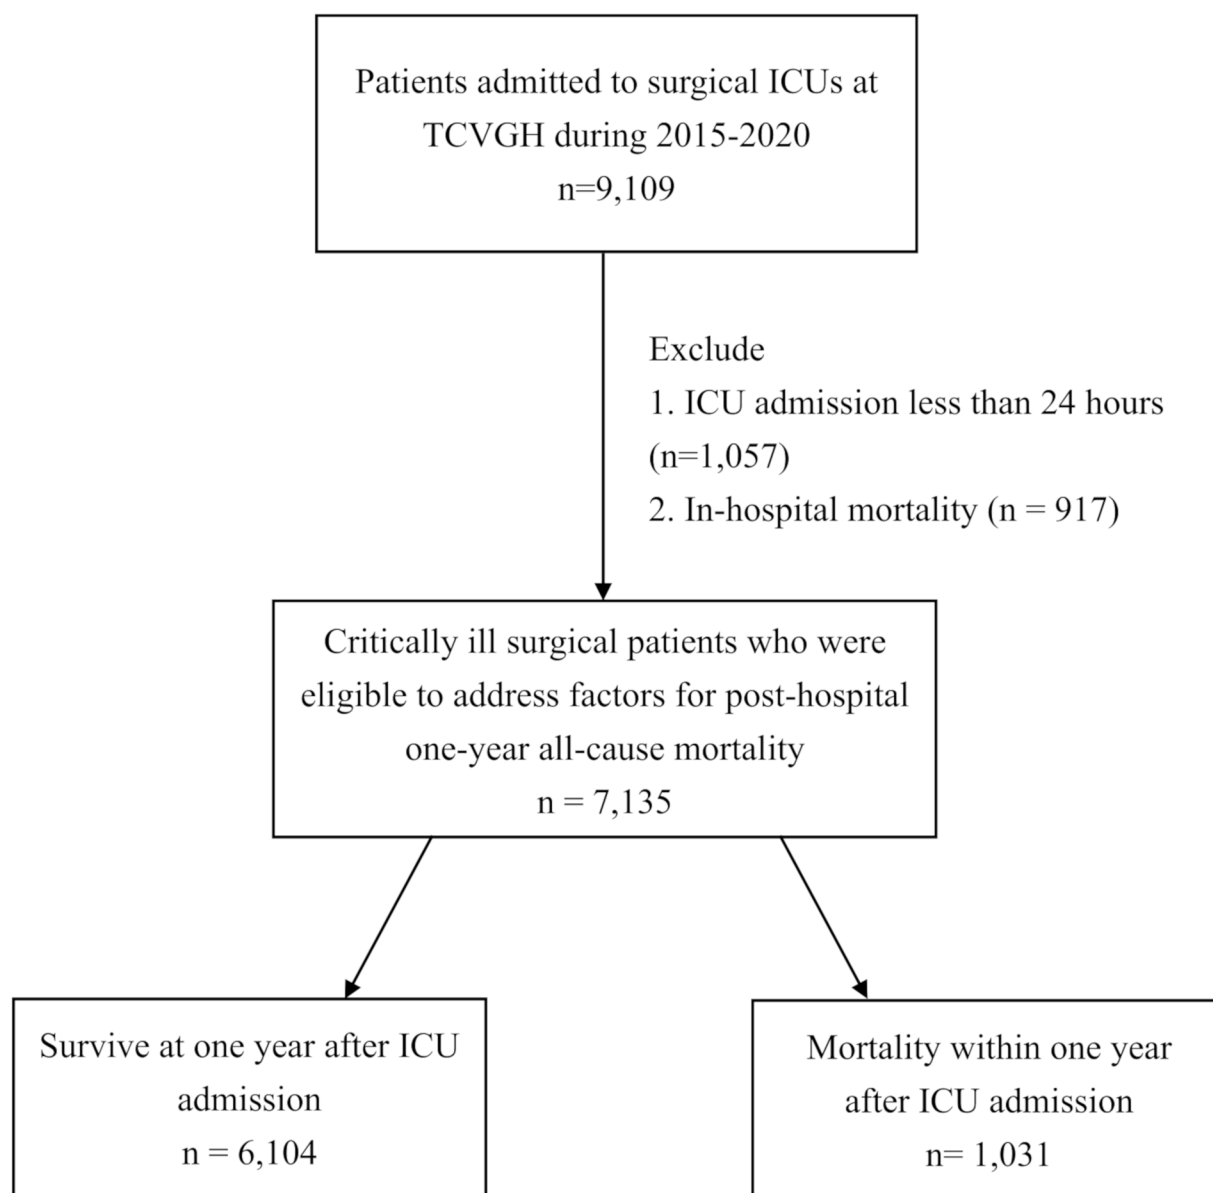 Patients admitted to surgical ICUs at
TCVGH during 2015-2020
n=9,109
Exclude
1. ICU admission less than 24 hours
(n=1,057)
2. In-hospital mortality (n = 917)
Critically ill surgical patients who were
eligible to address factors for post-hospital
one-year all-cause mortality
n = 7,135
Survive at one year after ICU
admission
n = 6,104
Mortality within one year
after ICU admission
n= 1,031